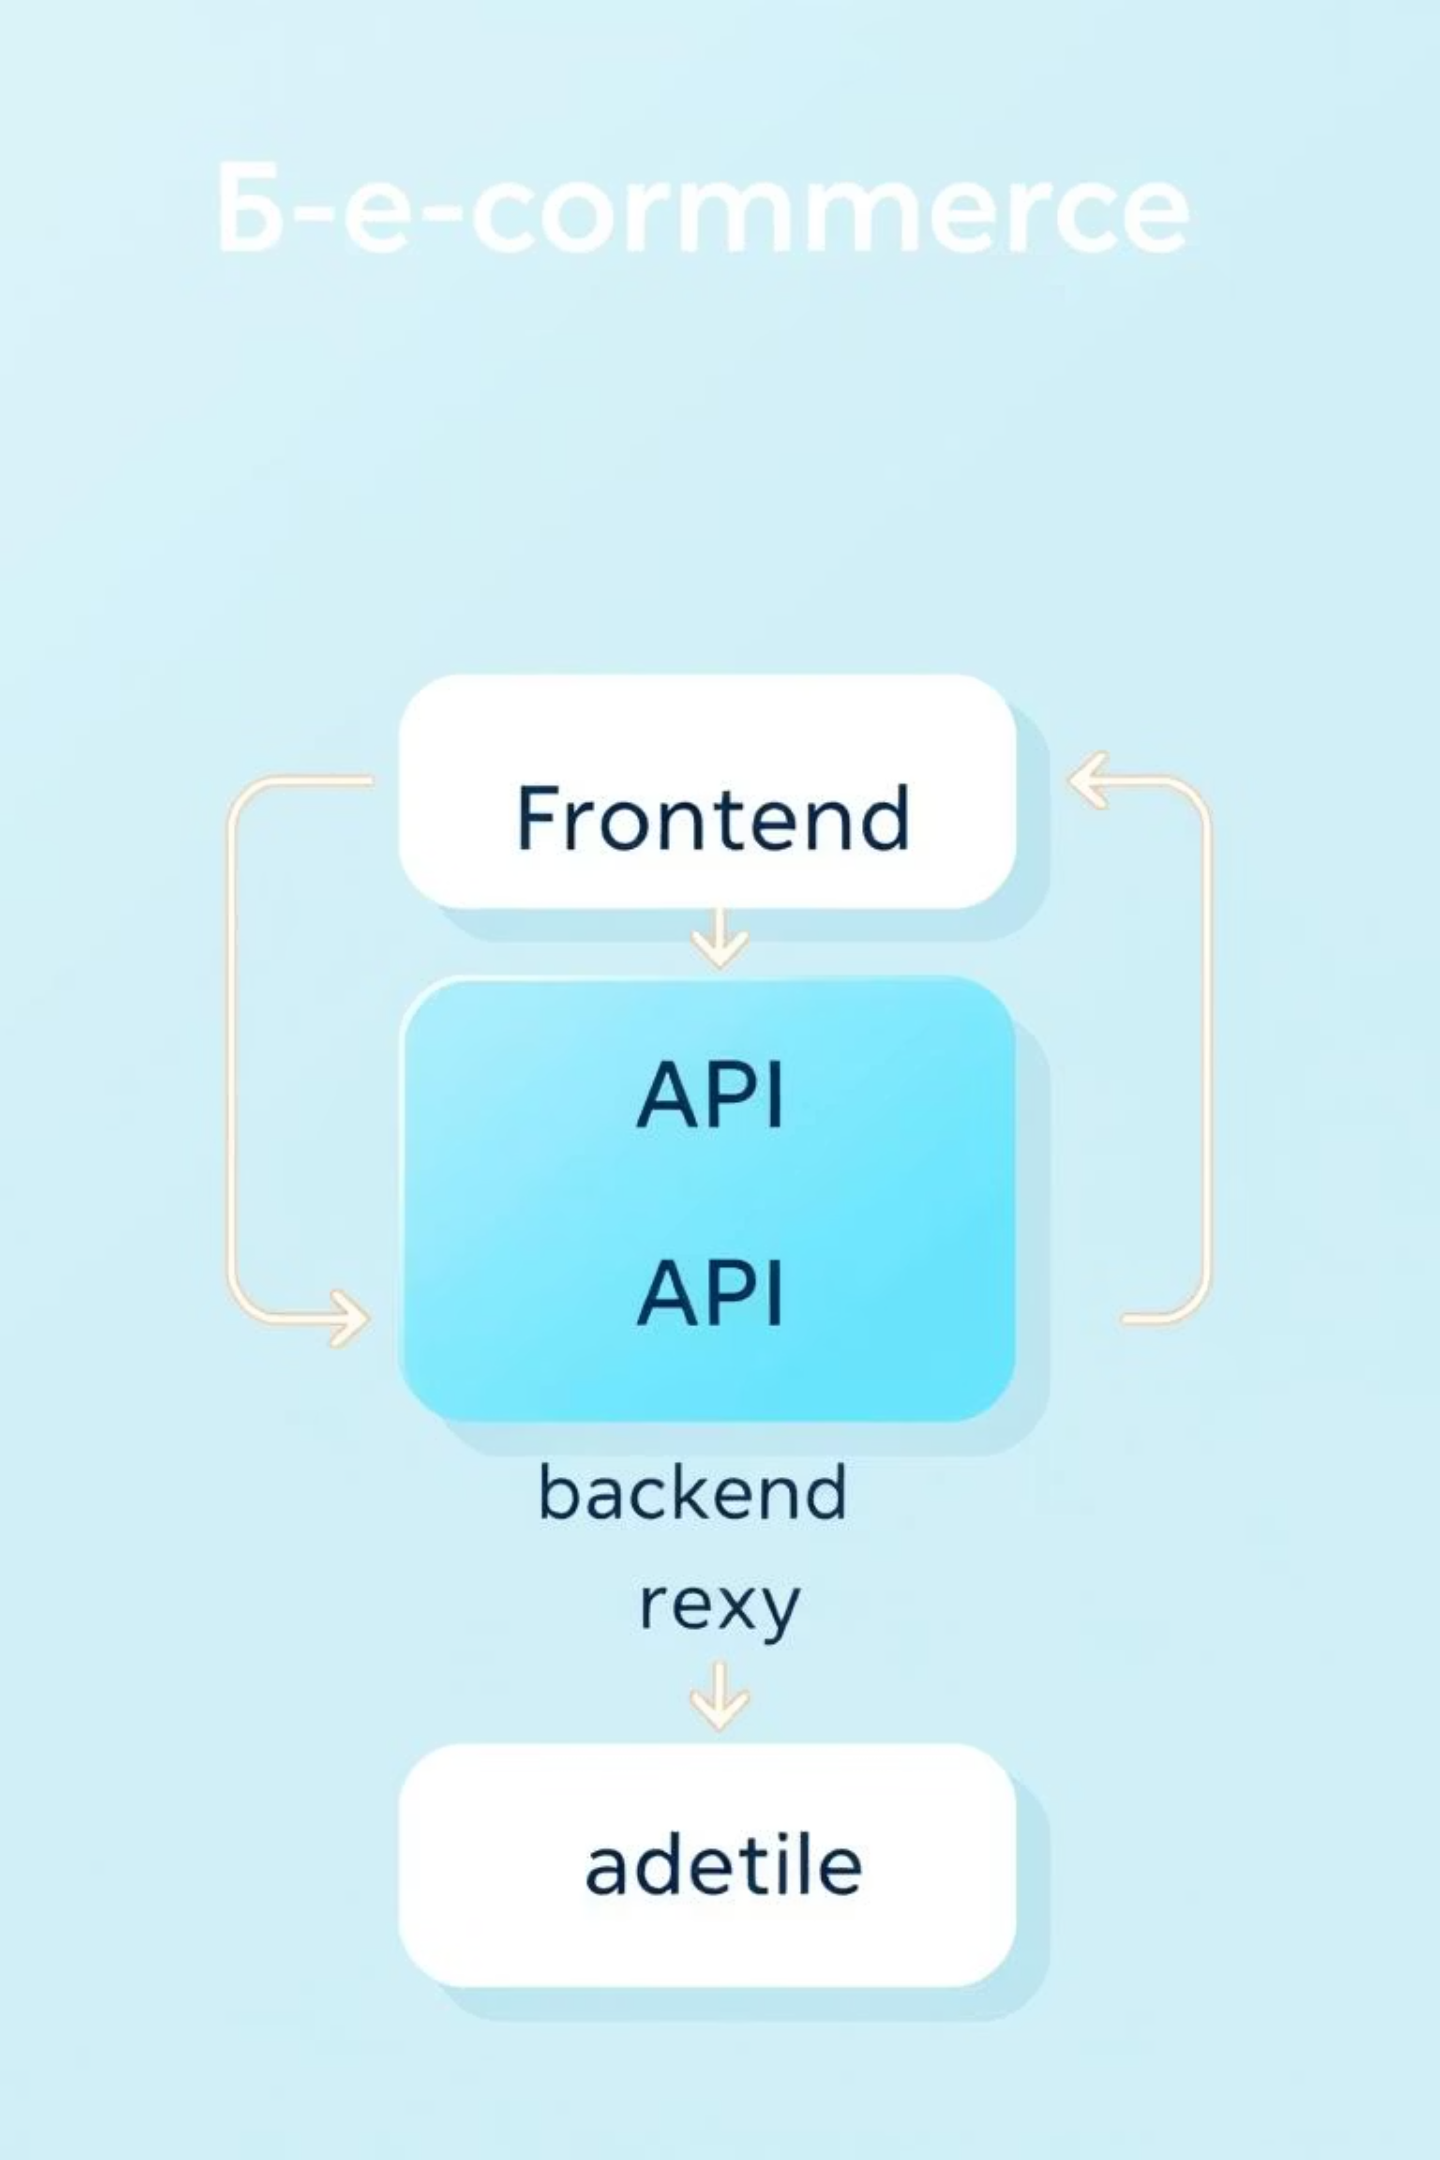 Б-e-cormmerce
Frontend
API
API
backend
rexy
adetile